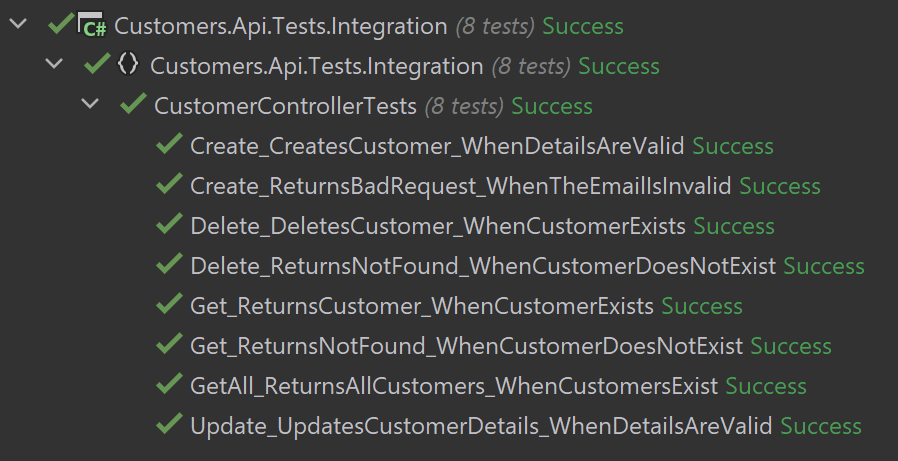 C# Customers.Api.Tests.Integration (8 tests) Success
{} Customers.Api.Tests.Integration (8 tests) Success
CustomerControllerTests (8 tests) Success
Create_CreatesCustomer_WhenDetailsAreValid Success
Create_ReturnsBadRequest_WhenTheEmailIsInvalid Success
Delete_DeletesCustomer_WhenCustomerExists Success
Delete_ReturnsNotFound_WhenCustomerDoesNotExist Success
Get_ReturnsCustomer_WhenCustomerExists Success
Get_ReturnsNotFound_WhenCustomerDoesNotExist Success
GetAll_ReturnsAllCustomers_WhenCustomersExist Success
Update_UpdatesCustomerDetails_WhenDetailsAreValid Success